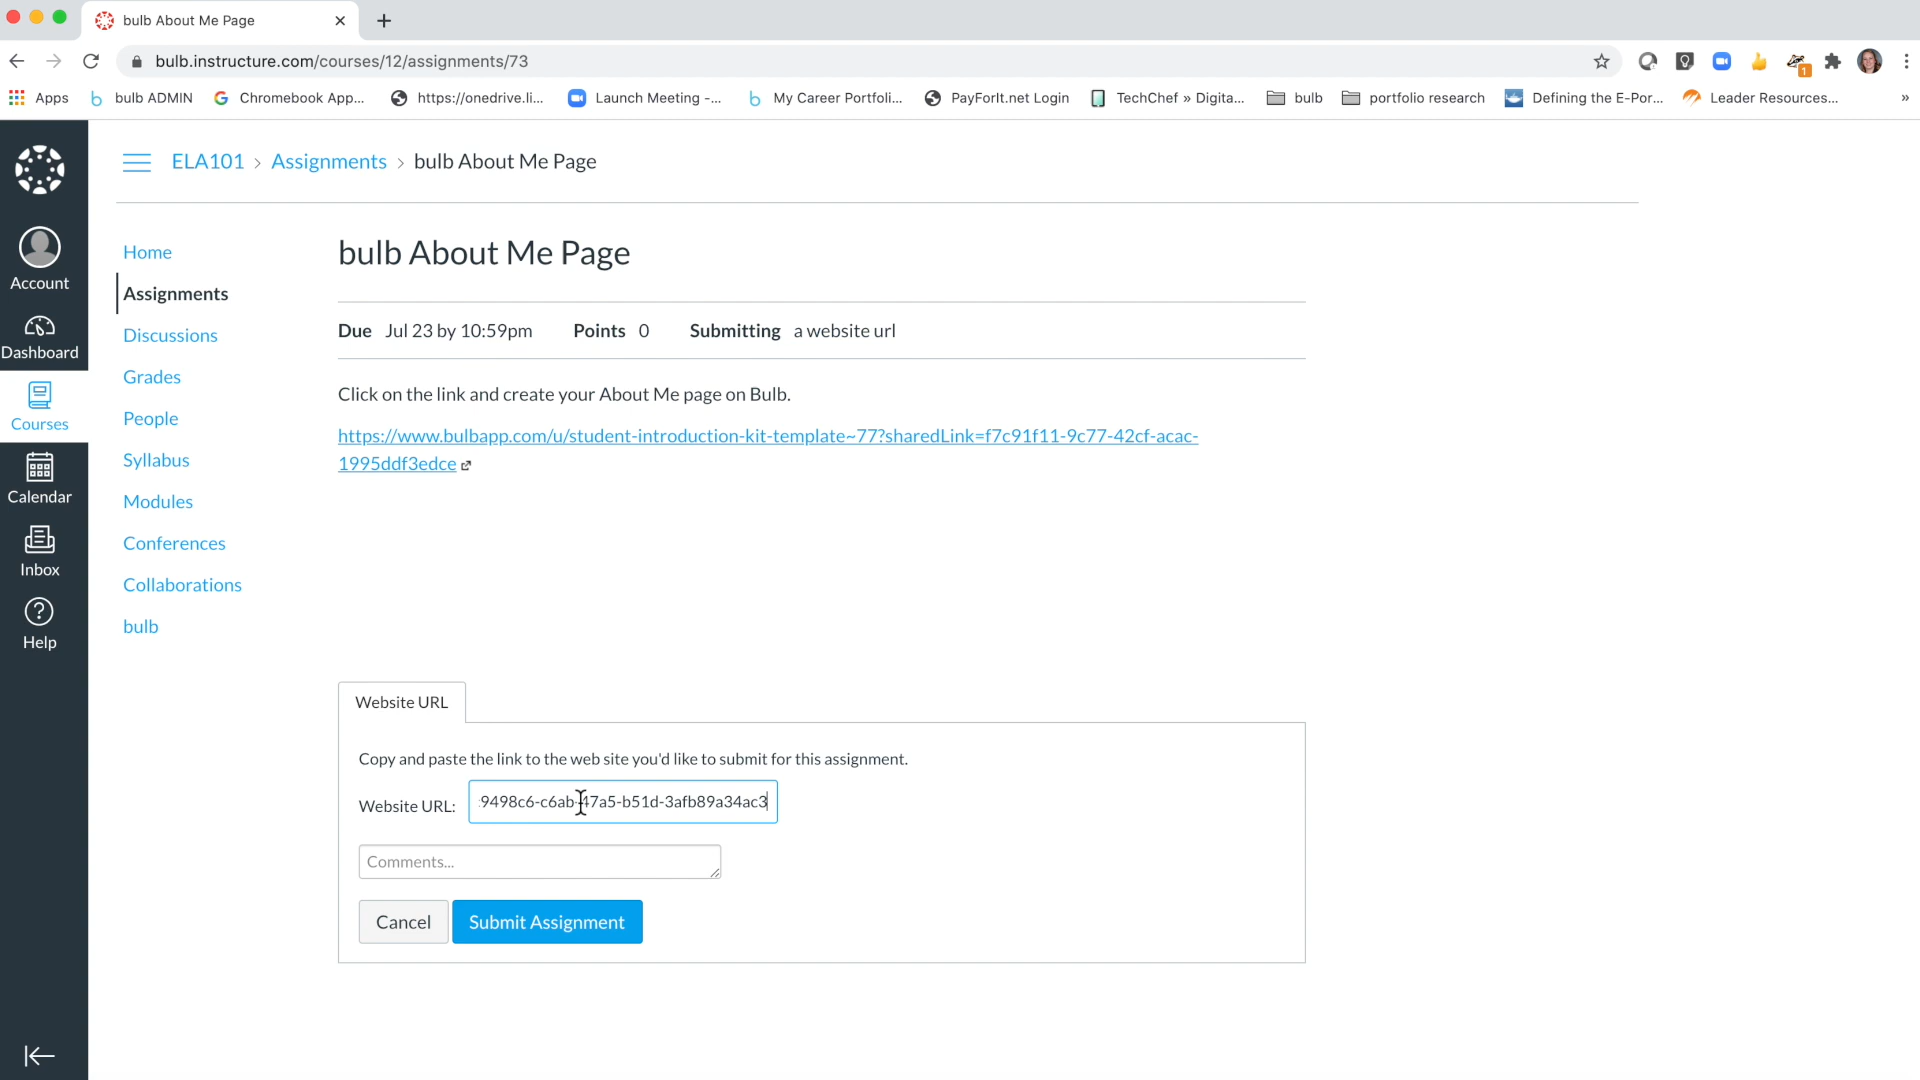 bulb About Me Page
bulb.instructure.com/courses/12/assignments/73
1
Apps
bulb ADMIN
Chromebook App...
https://onedrive.li...
Launch Meeting -...
My Career Portfoli...
PayForIt.net Login
TechChef » Digita...
bulb
portfolio research
Defining the E-Por...
Leader Resources...
»
ELA101 > Assignments > bulb About Me Page
Account
Dashboard
Courses
Calendar
Inbox
Help
Home
Assignments
Discussions
Grades
People
Syllabus
Modules
Conferences
Collaborations
bulb
bulb About Me Page
Due Jul 23 by 10:59pm Points 0 Submitting a website url
Click on the link and create your About Me page on Bulb.
https://www.bulbapp.com/u/student-introduction-kit-template~77?sharedLink=f7c91f11-9c77-42cf-acac-
1995ddf3edce
Website URL
Copy and paste the link to the web site you'd like to submit for this assignment.
Website URL: 9498c6-c6ab-47a5-b51d-3afb89a34ac3
Comments...
Cancel Submit Assignment